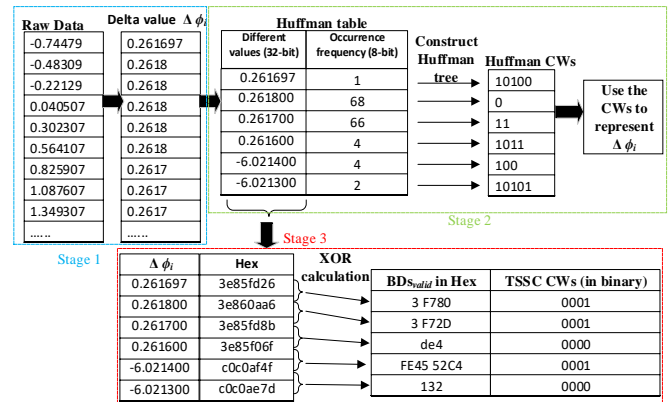 Raw Data
-0.74479
-0.48309
-0.22129
0.040507
0.302307
0.564107
0.825907
1.087607
1.349307
......
Stage 1
Delta value Δ ϕi
0.261697
0.2618
0.2618
0.2618
0.2618
0.2618
0.2617
0.2617
0.2617
......
Huffman table
Different values (32-bit) Occurrence frequency (8-bit)
0.261697 1
0.261800 68
0.261700 66
0.261600 4
-6.021400 4
-6.021300 2
Construct
Huffman
tree
Huffman CWs
10100
0
11
1011
100
10101
Use the
CWs to
represent
Δ ϕi
Stage 2
Stage 3
Δ ϕi Hex
0.261697 3e85fd26
0.261800 3e860aa6
0.261700 3e85fd8b
0.261600 3e85f06f
-6.021400 c0c0af4f
-6.021300 c0c0ae7d
XOR
calculation
BDsvalid in Hex TSSC CWs (in binary)
3 F780 0001
3 F72D 0001
de4 0000
FE45 52C4 0001
132 0000